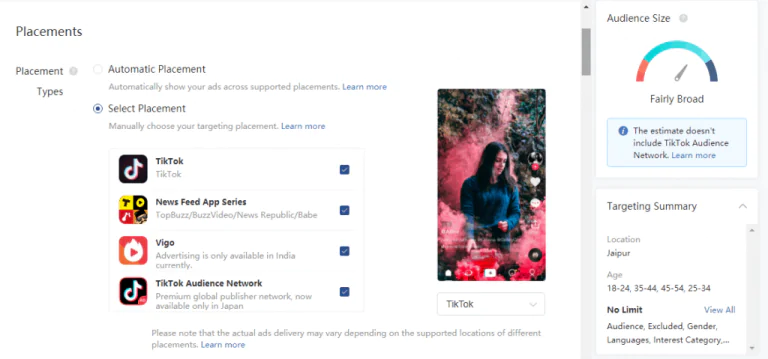 Placements
Placement Types
Automatic Placement
Automatically show your ads across supported placements. Learn more
Select Placement
Manually choose your targeting placement. Learn more
TikTok
TikTok
News Feed App Series
TopBuzz/BuzzVideo/News Republic/Babe
Vigo
Advertising is only available in India
currently.
TikTok Audience Network
Premium global publisher network, now
available only in Japan
TikTok
Please note that the actual ads delivery may vary depending on the supported locations of different
placements. Learn more
Audience Size
Fairly Broad
The estimate doesn't
include TikTok Audience
Network. Learn more
Targeting Summary
Location
Jaipur
Age
18-24, 35-44, 45-54, 25-34
No Limit View All
Audience, Excluded, Gender,
Languages, Interest Category,...